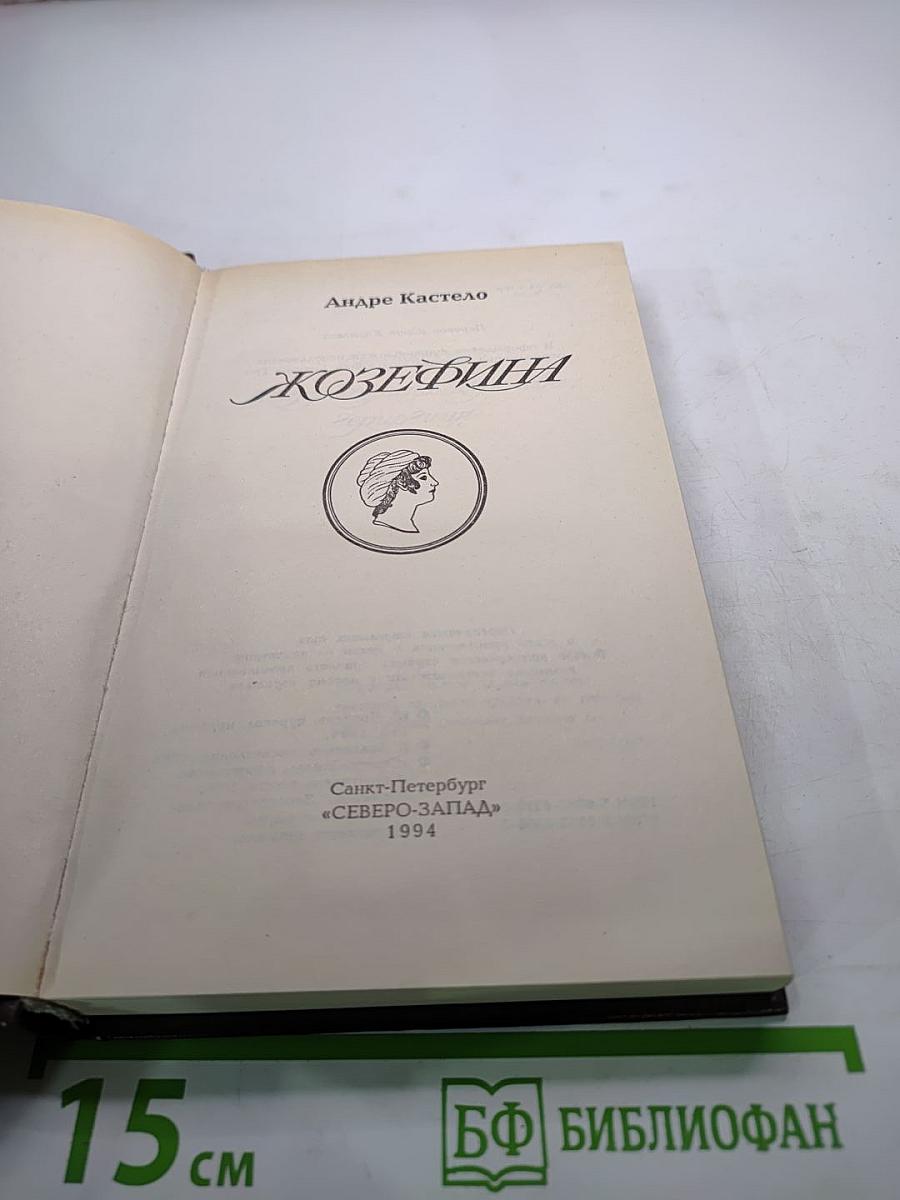 Андре Кастело
ЖОЗЕФИНА
Санкт-Петербург
«СЕВЕРО-ЗАПАД»
1994
15 см
БФ БИБЛИОФАН